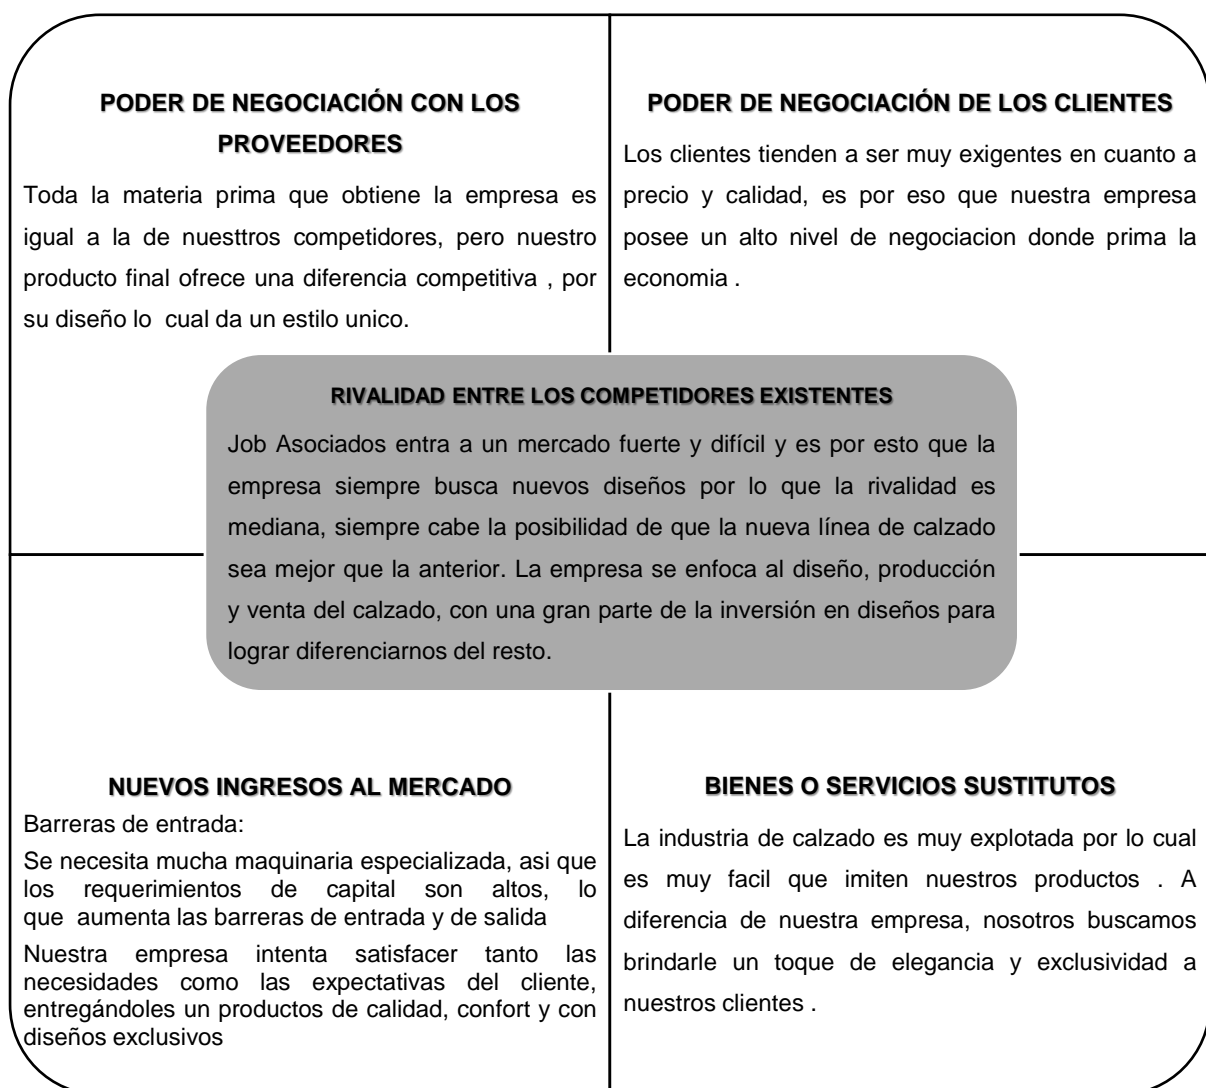 PODER DE NEGOCIACIÓN CON LOS
PROVEEDORES
Toda la materia prima que obtiene la empresa es
igual a la de nuesttros competidores, pero nuestro
producto final ofrece una diferencia competitiva , por
su diseño lo cual da un estilo unico.
PODER DE NEGOCIACIÓN DE LOS CLIENTES
Los clientes tienden a ser muy exigentes en cuanto a
precio y calidad, es por eso que nuestra empresa
posee un alto nivel de negociacion donde prima la
economia .
RIVALIDAD ENTRE LOS COMPETIDORES EXISTENTES
Job Asociados entra a un mercado fuerte y difícil y es por esto que la
empresa siempre busca nuevos diseños por lo que la rivalidad es
mediana, siempre cabe la posibilidad de que la nueva línea de calzado
sea mejor que la anterior. La empresa se enfoca al diseño, producción
y venta del calzado, con una gran parte de la inversión en diseños para
lograr diferenciarnos del resto.
NUEVOS INGRESOS AL MERCADO
Barreras de entrada:
Se necesita mucha maquinaria especializada, asi que
los requerimientos de capital son altos, lo
que aumenta las barreras de entrada y de salida
Nuestra empresa intenta satisfacer tanto las
necesidades como las expectativas del cliente,
entregándoles un productos de calidad, confort y con
diseños exclusivos
BIENES O SERVICIOS SUSTITUTOS
La industria de calzado es muy explotada por lo cual
es muy facil que imiten nuestros productos . A
diferencia de nuestra empresa, nosotros buscamos
brindarle un toque de elegancia y exclusividad a
nuestros clientes .